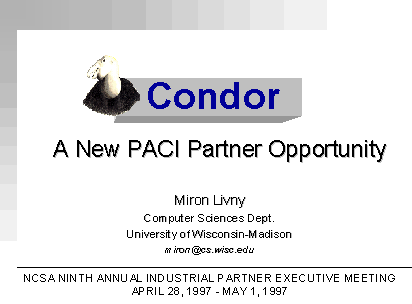 Condor
A New PACI Partner Opportunity
Miron Livny
Computer Sciences Dept.
University of Wisconsin-Madison
miron@cs.wisc.edu
NCSA NINTH ANNUAL INDUSTRIAL PARTNER EXECUTIVE MEETING
APRIL 28, 1997 - MAY 1, 1997